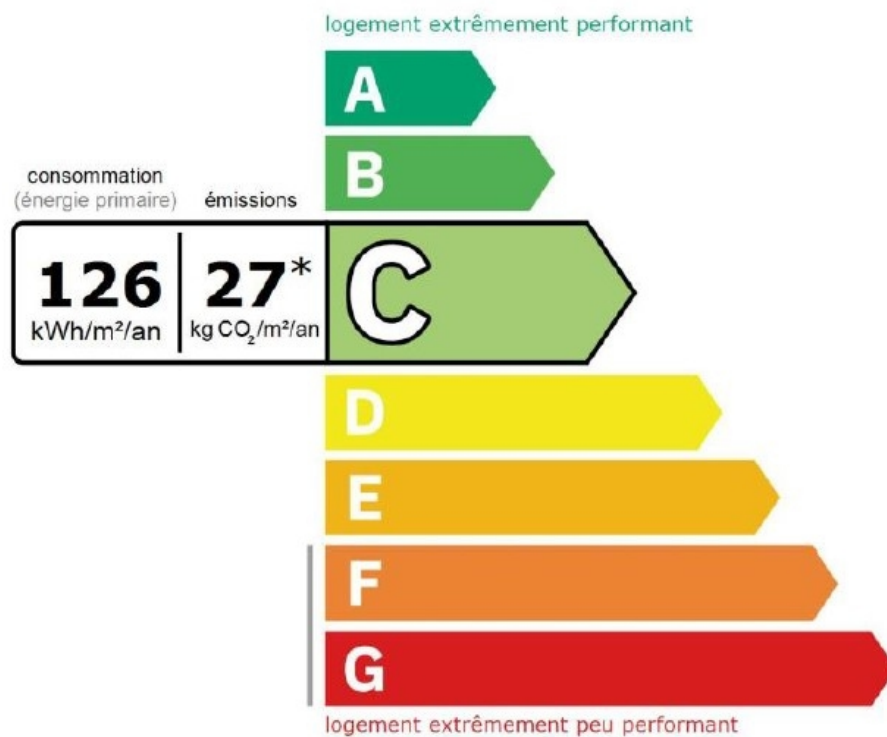 logement extrêmement performant
A
B
consommation
(énergie primaire)
émissions
126
kWh/m²/an
27*
kg CO₂/m²/an
C
D
E
F
G
logement extrêmement peu performant